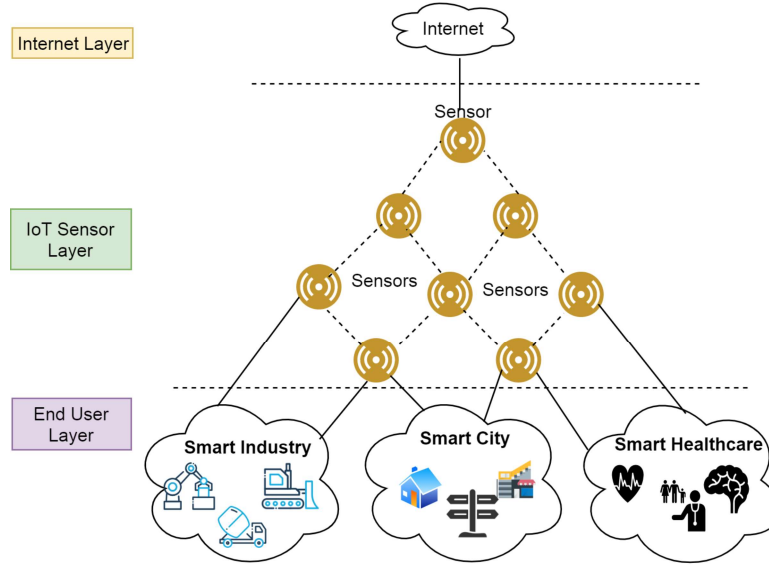 Internet
Internet Layer
Sensor
IoT Sensor
Layer
Sensors
Sensors
End User
Layer
Smart Industry
Smart City
Smart Healthcare